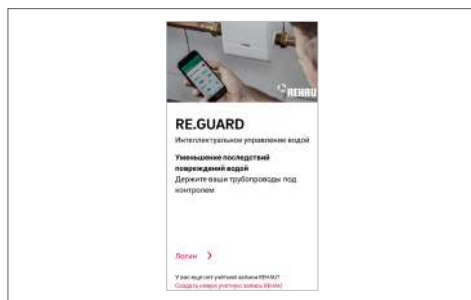 REHAU
RE.GUARD
Интеллектуальное управление водой
Уменьшение последствий
повреждений водой
Держите ваши трубопроводы под
контролем
Логин
У вас еще нет учетной записи REHAU?
Создать новую учетную запись REHAU